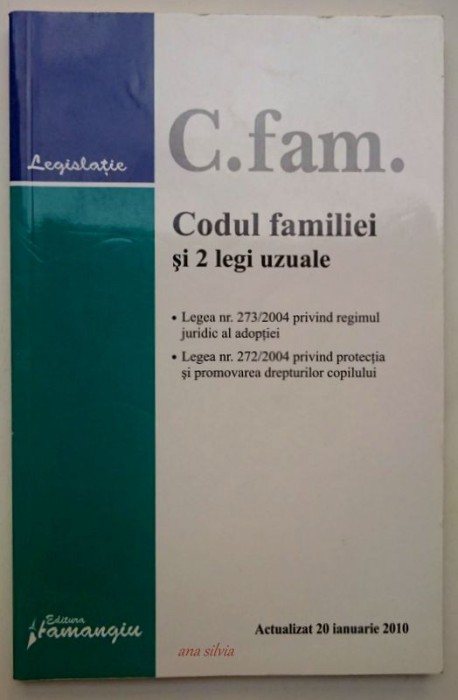 Legislație
C.fam.
Codul familiei
și 2 legi uzuale
• Legea nr. 273/2004 privind regimul
juridic al adopției
• Legea nr. 272/2004 privind protecția
și promovarea drepturilor copilului
Editura
Hamangiu
Actualizat 20 ianuarie 2010
ana silvia